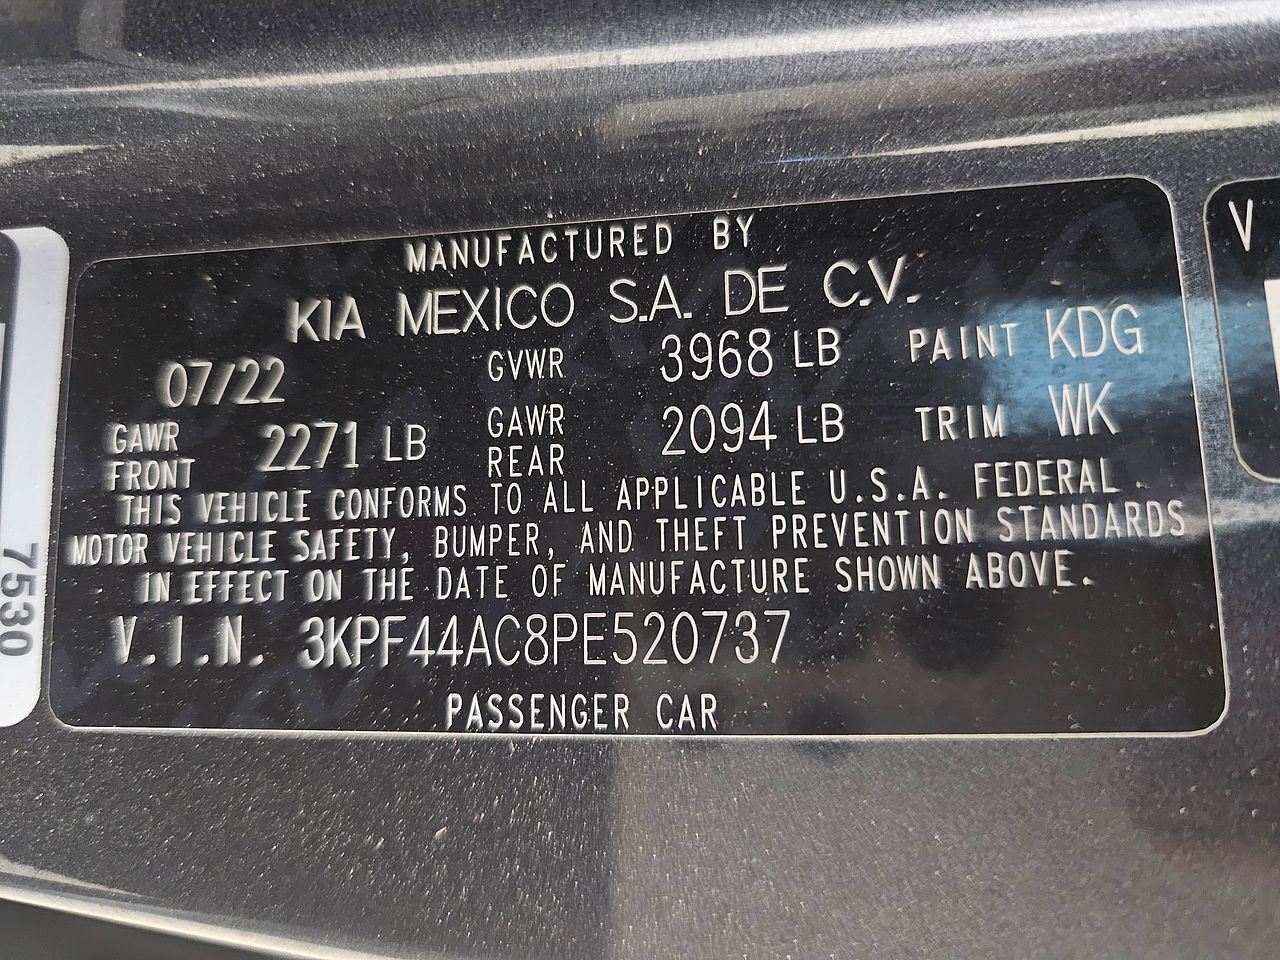 MANUFACTURED BY
KIA MEXICO S.A. DE C.V.
07/22 GVWR 3968 LB PAINT KDG
GAWR FRONT 2271 LB GAWR REAR 2094 LB TRIM WK
THIS VEHICLE CONFORMS TO ALL APPLICABLE U.S.A. FEDERAL
MOTOR VEHICLE SAFETY, BUMPER, AND THEFT PREVENTION STANDARDS
IN EFFECT ON THE DATE OF MANUFACTURE SHOWN ABOVE.
V.I.N. 3KPF44AC8PE520737
PASSENGER CAR
7530
V